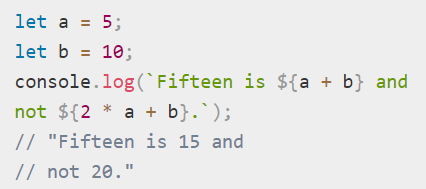 let a = 5;
let b = 10;
console.log(`Fifteen is ${a + b} and
not ${2 * a + b}.`);
// "Fifteen is 15 and
// not 20."